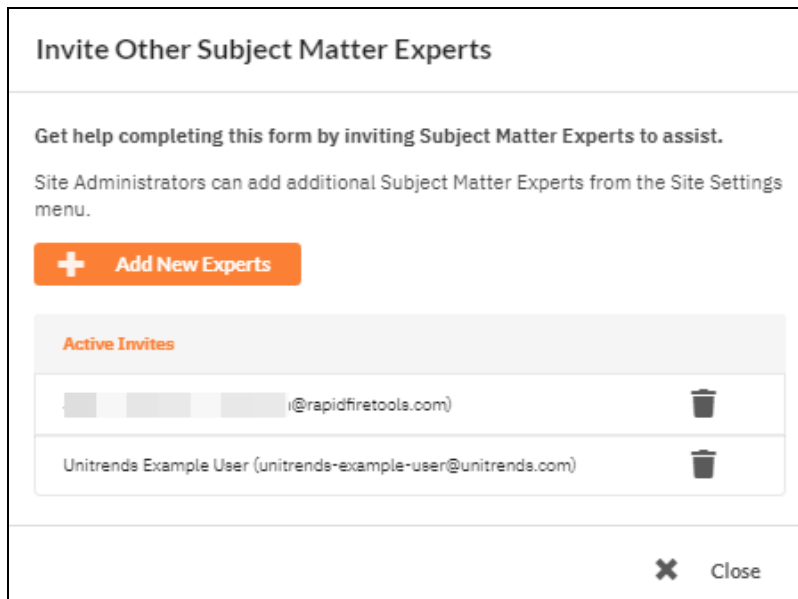 Invite Other Subject Matter Experts
Get help completing this form by inviting Subject Matter Experts to assist.
Site Administrators can add additional Subject Matter Experts from the Site Settings
menu.
Add New Experts
Active Invites
@rapidfiretools.com)
Unitrends Example User (unitrends-example-user@unitrends.com)
Close